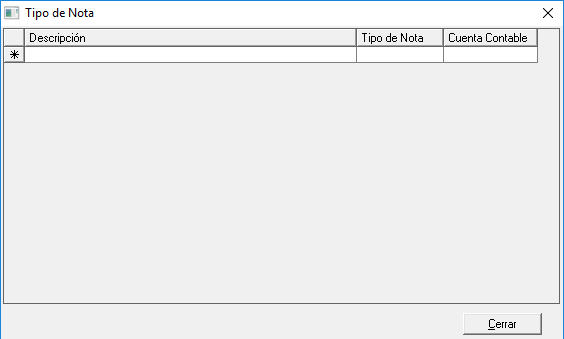 Tipo de Nota
Descripción Tipo de Nota Cuenta Contable
Cerrar